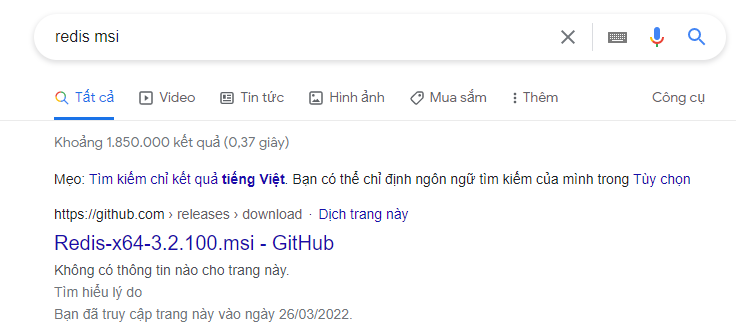 redis msi
Tất cả Video Tin tức Hình ảnh Mua sắm Thêm Công cụ
Khoảng 1.850.000 kết quả (0,37 giây)
Mẹo: Tìm kiếm chỉ kết quả tiếng Việt. Bạn có thể chỉ định ngôn ngữ tìm kiếm của mình trong Tùy chọn
https://github.com › releases › download · Dịch trang này
Redis-x64-3.2.100.msi - GitHub
Không có thông tin nào cho trang này.
Tìm hiểu lý do
Bạn đã truy cập trang này vào ngày 26/03/2022.